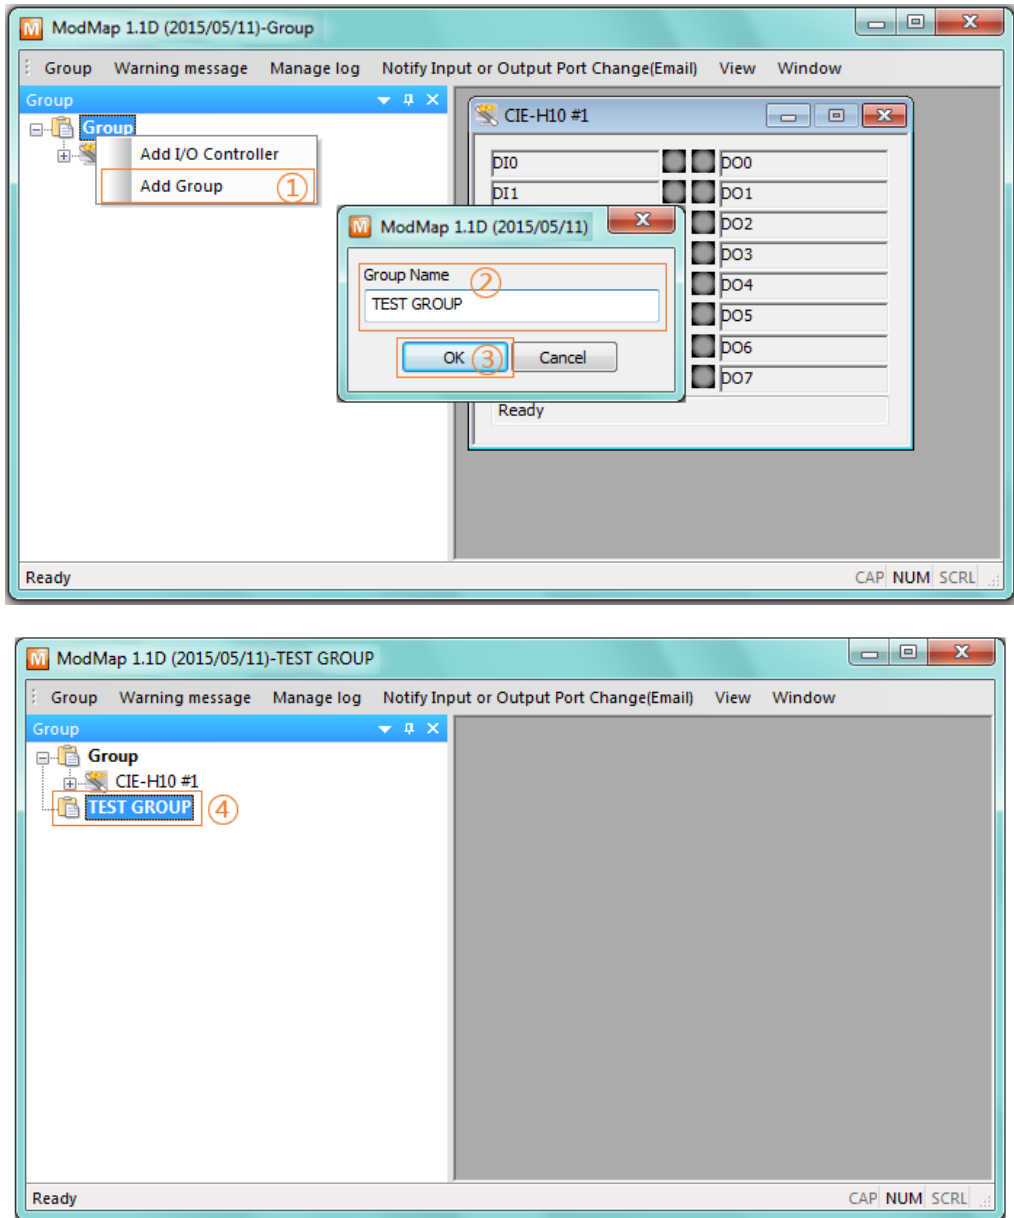 ModMap 1.1D (2015/05/11)-Group
Group Warning message Manage log Notify Input or Output Port Change(Email) View Window
Group
Group
Add I/O Controller
Add Group ①
CIE-H10 #1
DI0 DO0
DI1 DO1
DO2
DO3
DO4
DO5
DO6
DO7
Ready
ModMap 1.1D (2015/05/11)
Group Name ②
TEST GROUP
OK ③ Cancel
Ready CAP NUM SCRL
ModMap 1.1D (2015/05/11)-TEST GROUP
Group Warning message Manage log Notify Input or Output Port Change(Email) View Window
Group
Group
CIE-H10 #1
TEST GROUP ④
Ready CAP NUM SCRL